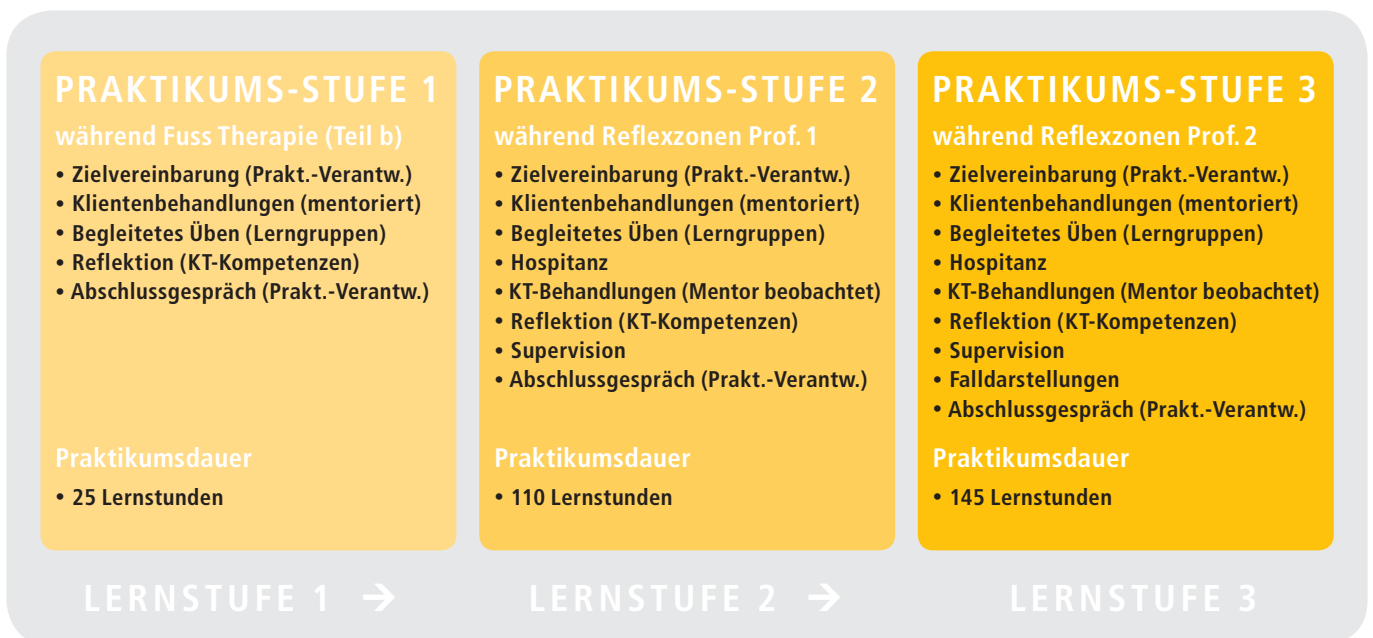 PRAKTIKUMS-STUFE 1
während Fuss Therapie (Teil b)
• Zielvereinbarung (Prakt.-Verantw.)
• Klientenbehandlungen (mentoriert)
• Begleitetes Üben (Lerngruppen)
• Reflektion (KT-Kompetenzen)
• Abschlussgespräch (Prakt.-Verantw.)
Praktikumsdauer
• 25 Lernstunden
PRAKTIKUMS-STUFE 2
während Reflexzonen Prof. 1
• Zielvereinbarung (Prakt.-Verantw.)
• Klientenbehandlungen (mentoriert)
• Begleitetes Üben (Lerngruppen)
• Hospitanz
• KT-Behandlungen (Mentor beobachtet)
• Reflektion (KT-Kompetenzen)
• Supervision
• Abschlussgespräch (Prakt.-Verantw.)
Praktikumsdauer
• 110 Lernstunden
PRAKTIKUMS-STUFE 3
während Reflexzonen Prof. 2
• Zielvereinbarung (Prakt.-Verantw.)
• Klientenbehandlungen (mentoriert)
• Begleitetes Üben (Lerngruppen)
• Hospitanz
• KT-Behandlungen (Mentor beobachtet)
• Reflektion (KT-Kompetenzen)
• Supervision
• Falldarstellungen
• Abschlussgespräch (Prakt.-Verantw.)
Praktikumsdauer
• 145 Lernstunden
LERNSTUFE 1 →
LERNSTUFE 2 →
LERNSTUFE 3